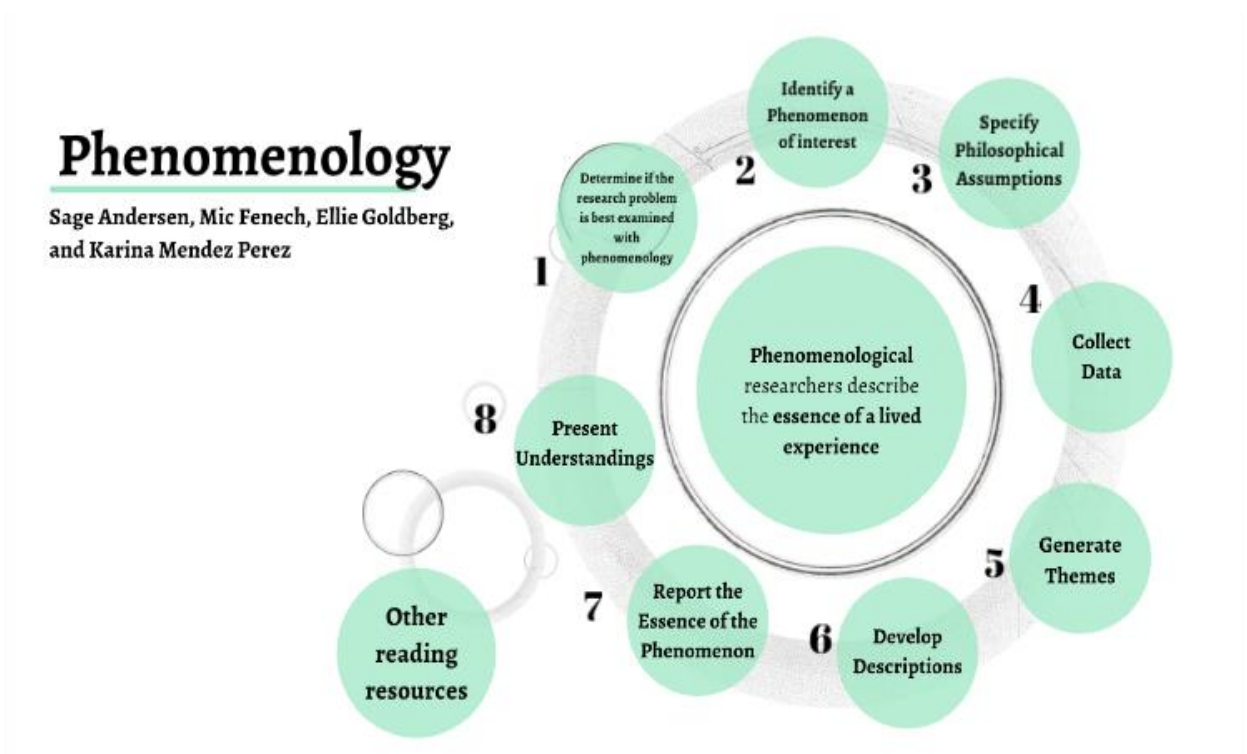 Phenomenology
Sage Andersen, Mic Fenech, Ellie Goldberg,
and Karina Mendez Perez
1
Determine if the
research problem
is best examined
with
phenomenology
2
Identify a
Phenomenon
of interest
3
Specify
Philosophical
Assumptions
4
Collect
Data
5
Generate
Themes
6
Develop
Descriptions
7
Report the
Essence of the
Phenomenon
8
Present
Understandings
Phenomenological
researchers describe
the essence of a lived
experience
Other
reading
resources